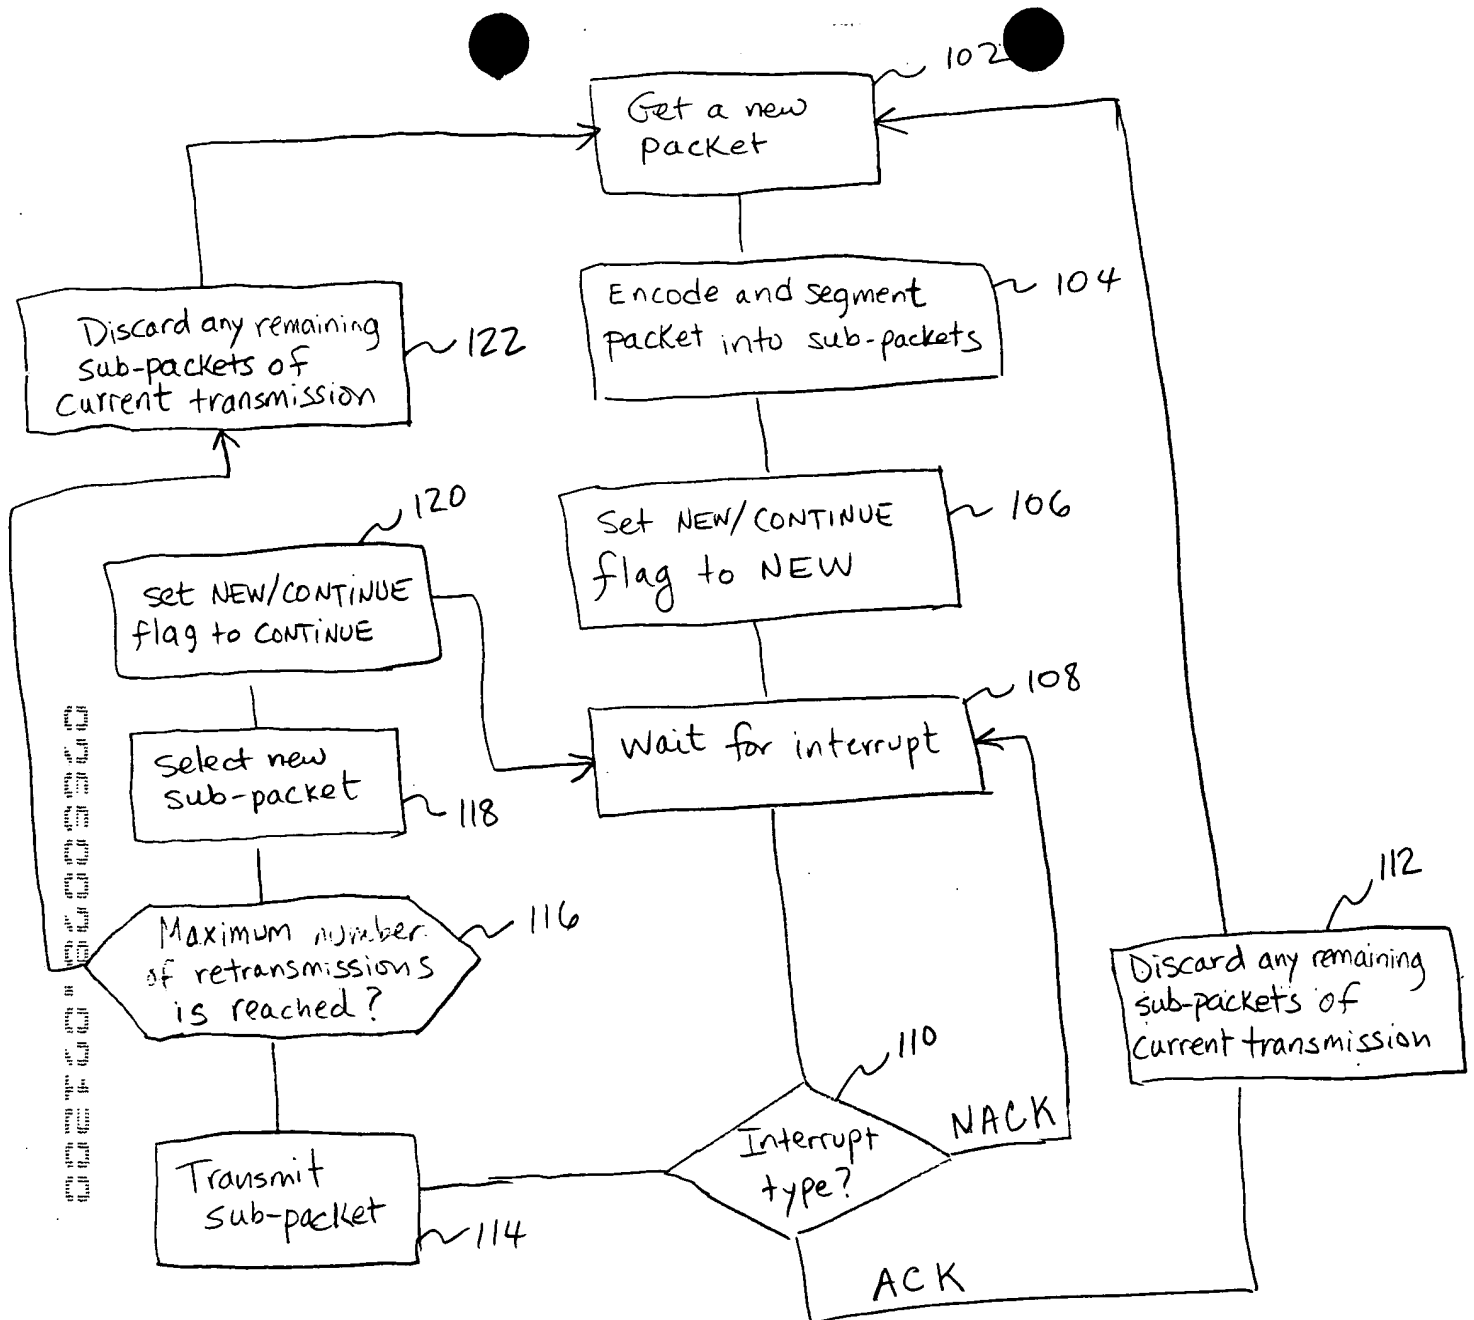 102
Get a new
packet
Encode and segment
packet into sub-packets
104
Discard any remaining
sub-packets of
current transmission
122
Set NEW/CONTINUE
flag to NEW
106
120
set NEW/CONTINUE
flag to CONTINUE
108
Wait for interrupt
Select new
sub-packet
118
112
Discard any remaining
sub-packets of
current transmission
116
Maximum number
of retransmissions
is reached?
110
Interrupt
type?
NACK
Transmit
sub-packet
114
ACK